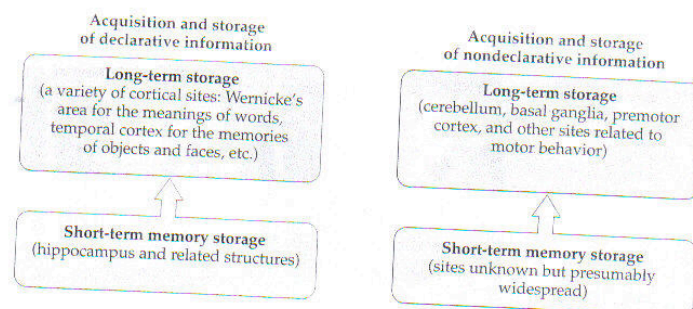 Acquisition and storage
of declarative information
Long-term storage
(a variety of cortical sites: Wernicke's
area for the meanings of words,
temporal cortex for the memories
of objects and faces, etc.)
Short-term memory storage
(hippocampus and related structures)
Acquisition and storage
of nondeclarative information
Long-term storage
(cerebellum, basal ganglia, premotor
cortex, and other sites related to
motor behavior)
Short-term memory storage
(sites unknown but presumably
widespread)